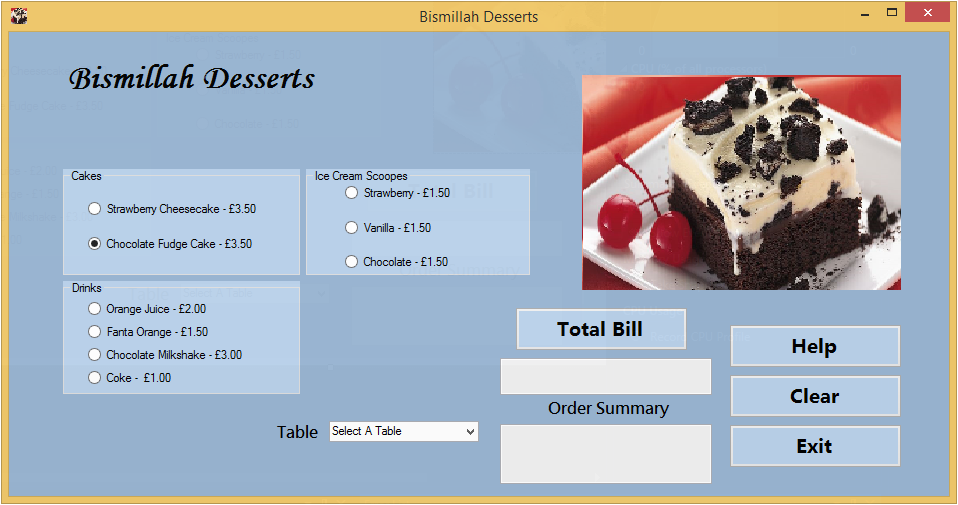 Bismillah Desserts
Bismillah Desserts
Cakes
Strawberry Cheesecake - £3.50
Chocolate Fudge Cake - £3.50
Ice Cream Scoopes
Strawberry - £1.50
Vanilla - £1.50
Chocolate - £1.50
Drinks
Orange Juice - £2.00
Fanta Orange - £1.50
Chocolate Milkshake - £3.00
Coke - £1.00
Table
Select A Table
Total Bill
Order Summary
Help
Clear
Exit